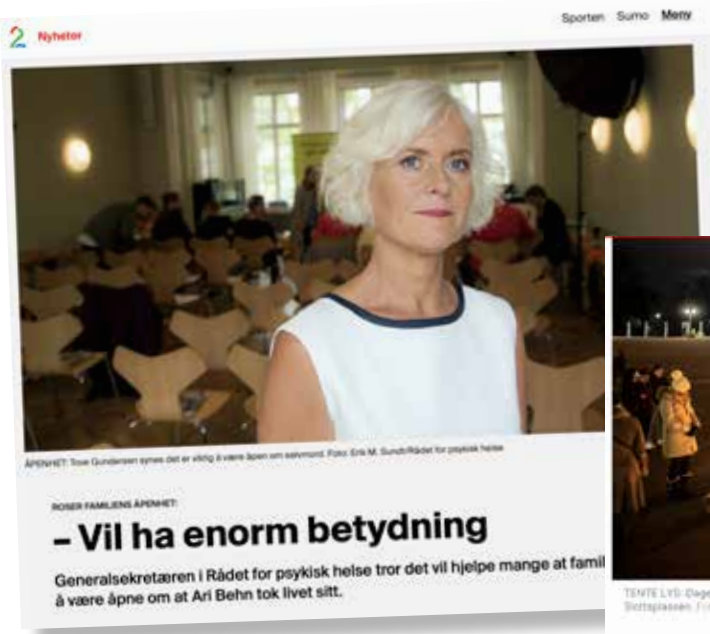 2 Nyheter
Sporten Sumo Meny
ÅPENHET: Tove Gundersen synes det er viktig å være åpen om selvmord. Foto: Erik M. Sundt/Rådet for psykisk helse
ROSER FAMILIENS ÅPENHET:
– Vil ha enorm betydning
Generalsekretæren i Rådet for psykisk helse tror det vil hjelpe mange at famil
å være åpne om at Ari Behn tok livet sitt.
TENTE LYS: Dage
Slottsplassen.